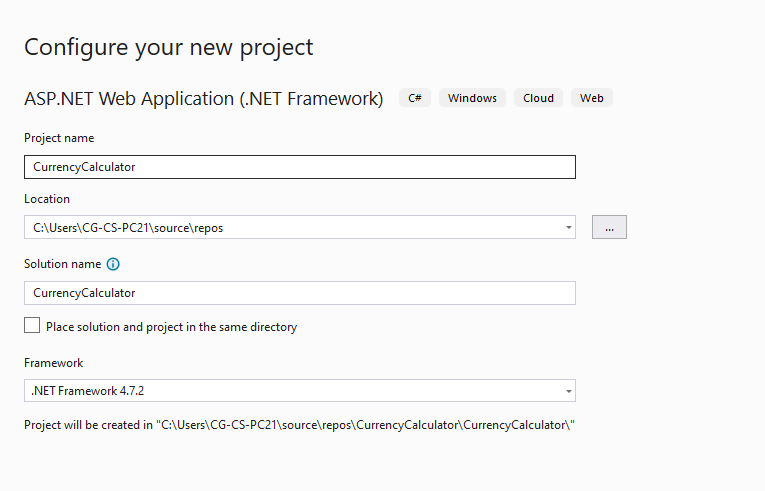 Configure your new project
ASP.NET Web Application (.NET Framework) C# Windows Cloud Web
Project name
CurrencyCalculator
Location
C:\Users\CG-CS-PC21\source\repos
...
Solution name
CurrencyCalculator
Place solution and project in the same directory
Framework
.NET Framework 4.7.2
Project will be created in "C:\Users\CG-CS-PC21\source\repos\CurrencyCalculator\CurrencyCalculator\"